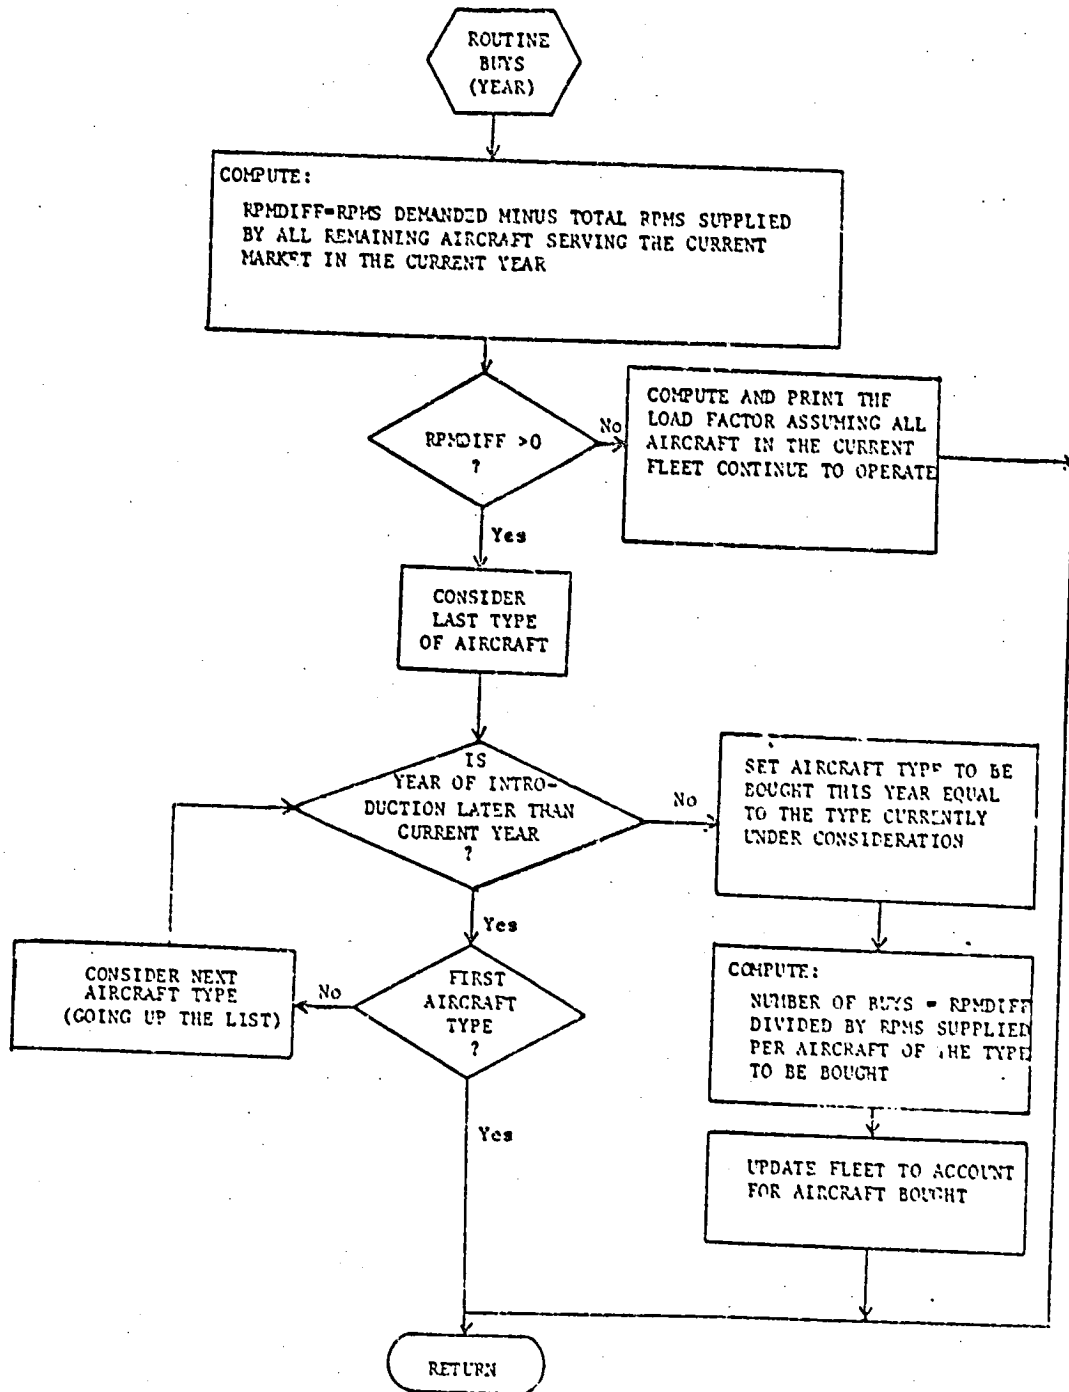 ROUTINE
BUYS
(YEAR)
COMPUTE:
RPMDIFF=RPMS DEMANDED MINUS TOTAL RPMS SUPPLIED
BY ALL REMAINING AIRCRAFT SERVING THE CURRENT
MARKET IN THE CURRENT YEAR
RPMDIFF >0
?
No
COMPUTE AND PRINT THE
LOAD FACTOR ASSUMING ALL
AIRCRAFT IN THE CURRENT
FLEET CONTINUE TO OPERATE
Yes
CONSIDER
LAST TYPE
OF AIRCRAFT
IS
YEAR OF INTRO-
DUCTION LATER THAN
CURRENT YEAR
?
No
SET AIRCRAFT TYPE TO BE
BOUGHT THIS YEAR EQUAL
TO THE TYPE CURRENTLY
UNDER CONSIDERATION
Yes
CONSIDER NEXT
AIRCRAFT TYPE
(GOING UP THE LIST)
No
FIRST
AIRCRAFT
TYPE
?
COMPUTE:
NUMBER OF BUYS = RPMDIFF
DIVIDED BY RPMS SUPPLIED
PER AIRCRAFT OF THE TYPE
TO BE BOUGHT
Yes
UPDATE FLEET TO ACCOUNT
FOR AIRCRAFT BOUGHT
RETURN